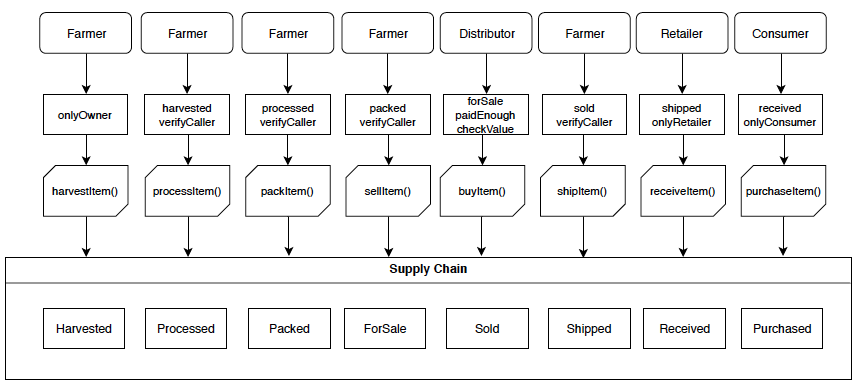 Farmer
Farmer
Farmer
Farmer
Distributor
Farmer
Retailer
Consumer
onlyOwner
harvested
verifyCaller
processed
verifyCaller
packed
verifyCaller
forSale
paidEnough
checkValue
sold
verifyCaller
shipped
onlyRetailer
received
onlyConsumer
harvestItem()
processItem()
packItem()
sellItem()
buyItem()
shipItem()
receiveItem()
purchaseItem()
Supply Chain
Harvested
Processed
Packed
ForSale
Sold
Shipped
Received
Purchased